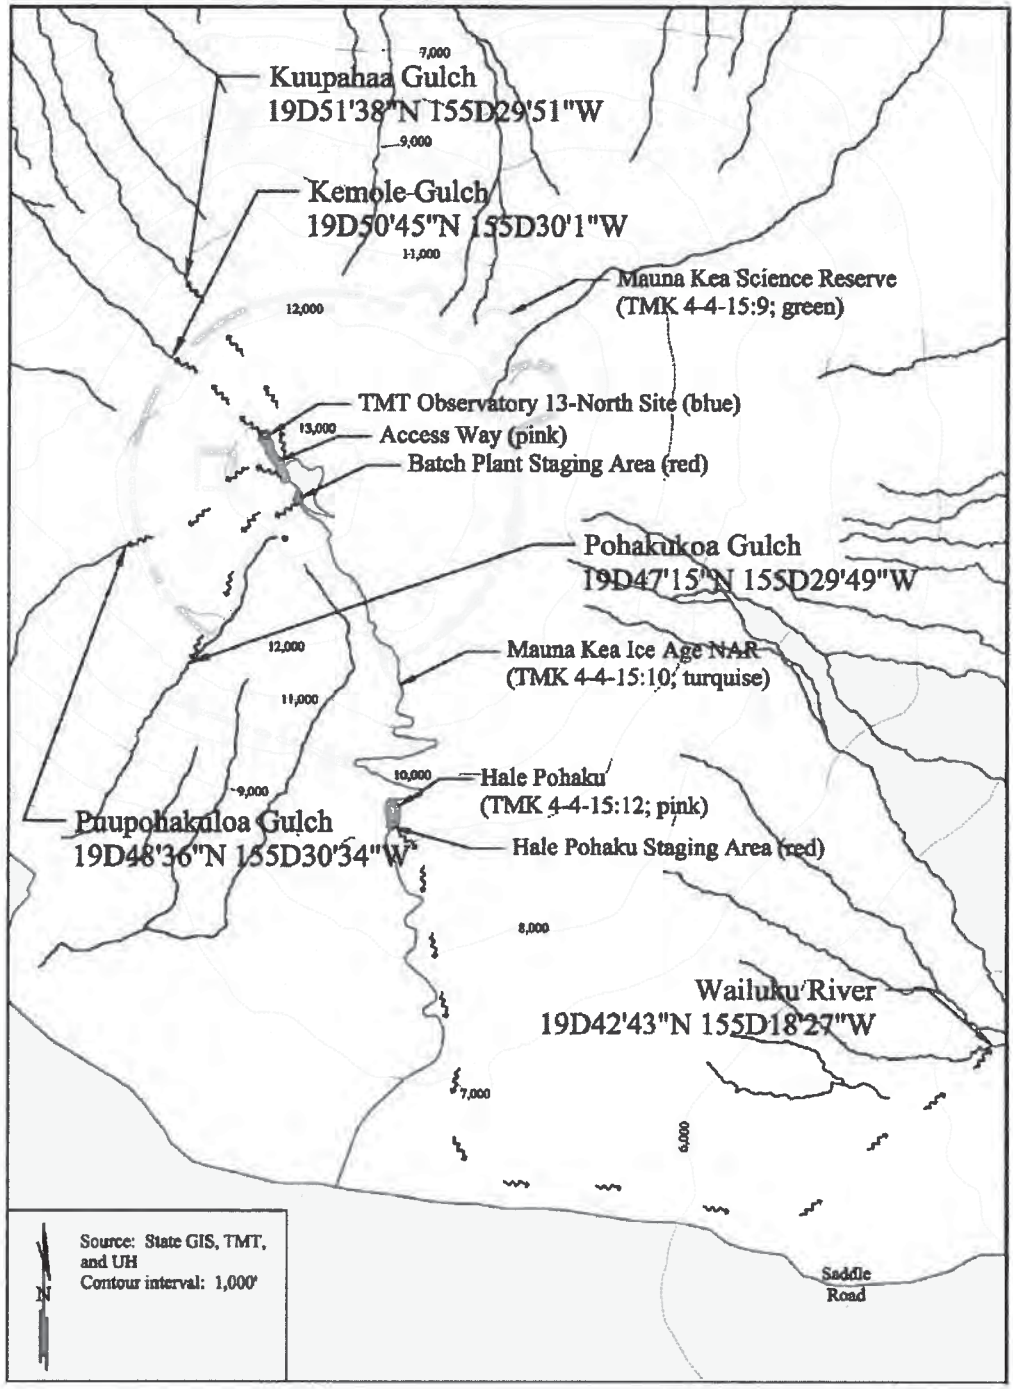 7,000
Kuupahaa Gulch
19D51'38"N 155D29'51"W
9,000
Kemole Gulch
19D50'45"N 155D30'1"W
11,000
Mauna Kea Science Reserve
(TMK 4-4-15:9; green)
12,000
TMT Observatory 13-North Site (blue)
13,000
Access Way (pink)
Batch Plant Staging Area (red)
Pohakukoa Gulch
19D47'15"N 155D29'49"W
12,000
Mauna Kea Ice Age NAR
(TMK 4-4-15:10; turquise)
11,000
10,000
Hale Pohaku
(TMK 4-4-15:12; pink)
9,000
Puupohakuloa Gulch
19D48'36"N 155D30'34"W
Hale Pohaku Staging Area (red)
8,000
Wailuku River
19D42'43"N 155D18'27"W
7,000
6,000
Source: State GIS, TMT,
and UH
Contour interval: 1,000'
N
Saddle
Road